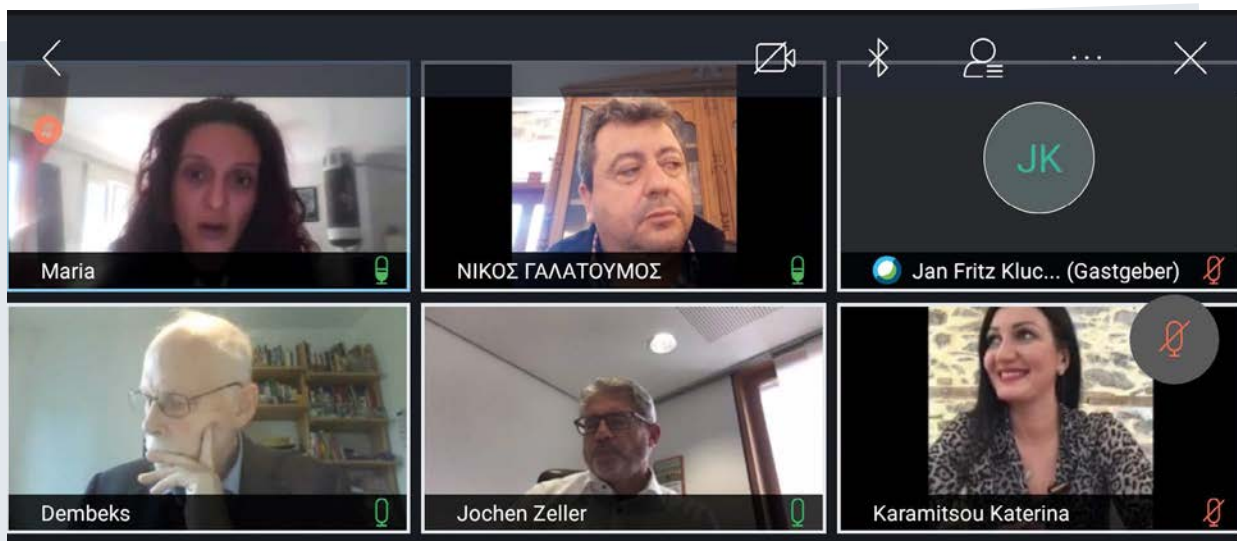 JK
Maria
ΝΙΚΟΣ ΓΑΛΑΤΟΥΜΟΣ
Jan Fritz Kluc... (Gastgeber)
Dembeks
Jochen Zeller
Karamitsou Katerina